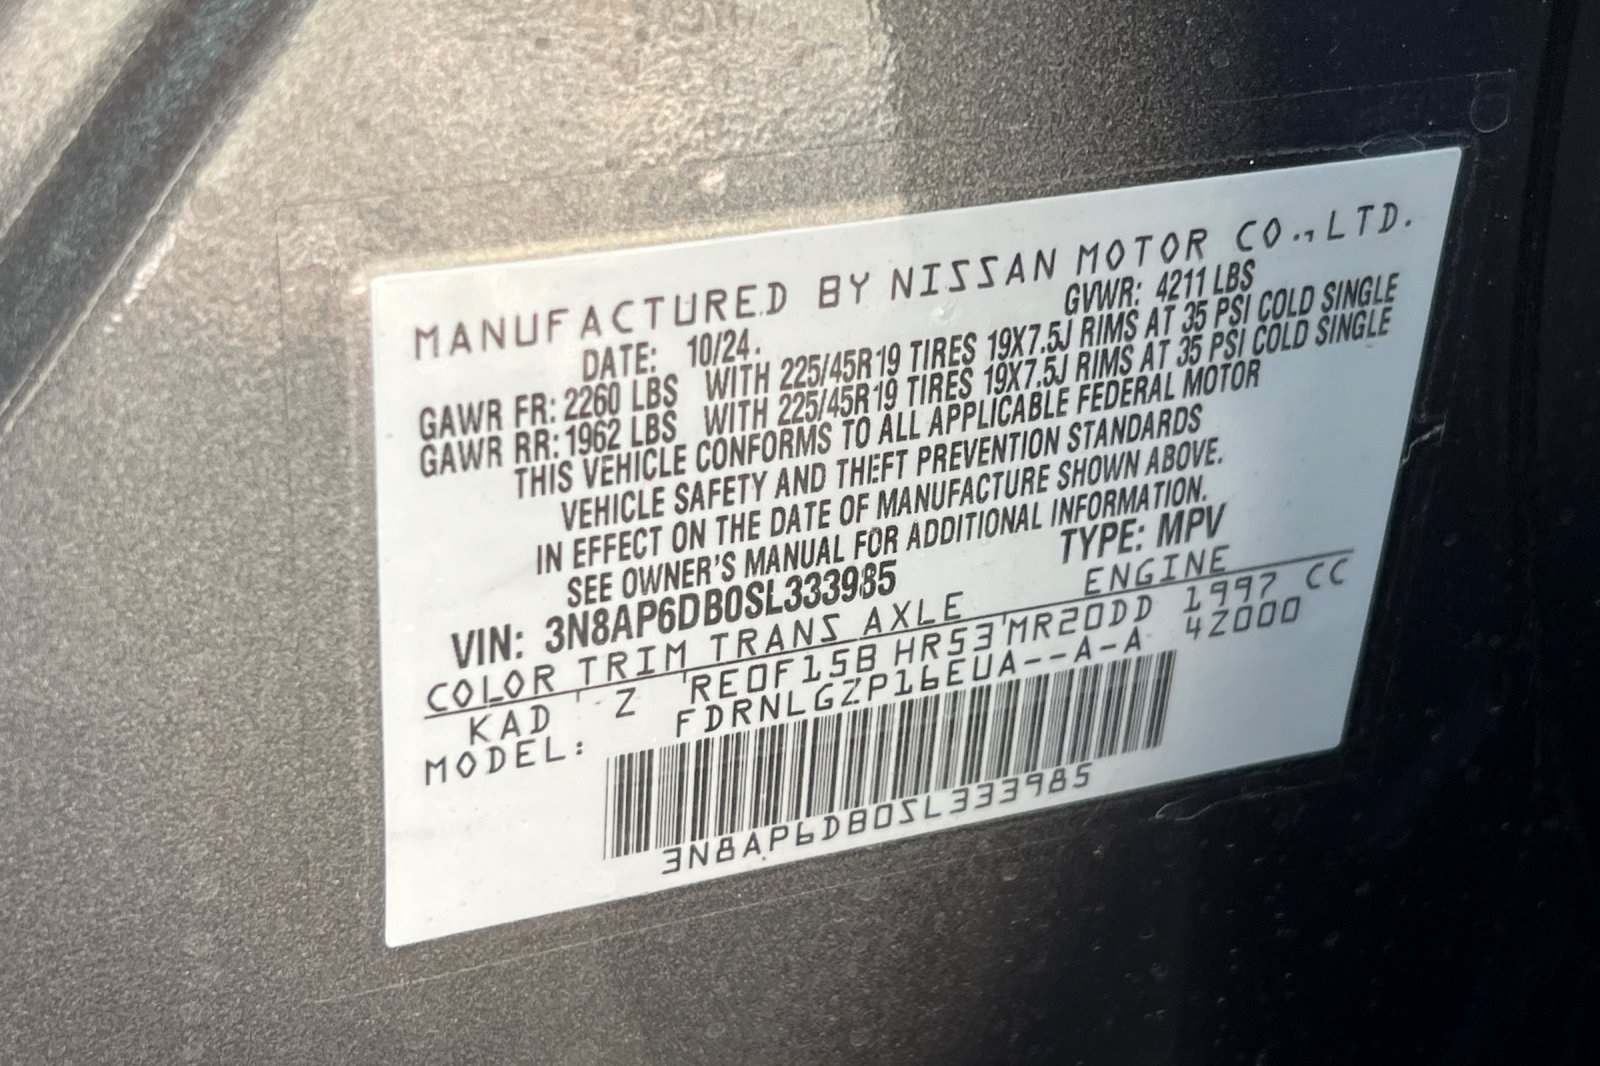 MANUFACTURED BY NISSAN MOTOR CO.,LTD.
DATE: 10/24. GVWR: 4211 LBS
GAWR FR: 2260 LBS WITH 225/45R19 TIRES 19X7.5J RIMS AT 35 PSI COLD SINGLE
GAWR RR: 1962 LBS WITH 225/45R19 TIRES 19X7.5J RIMS AT 35 PSI COLD SINGLE
THIS VEHICLE CONFORMS TO ALL APPLICABLE FEDERAL MOTOR
VEHICLE SAFETY AND THEFT PREVENTION STANDARDS
IN EFFECT ON THE DATE OF MANUFACTURE SHOWN ABOVE.
SEE OWNER'S MANUAL FOR ADDITIONAL INFORMATION.
VIN: 3N8AP6DB0SL333985 TYPE: MPV
COLOR TRIM TRANS AXLE ENGINE
KAD Z RE0F15B HR53 MR20DD 1997 CC
MODEL: FDRNLGZP16EUA--A-A 4Z000
3N8AP6DB0SL333985